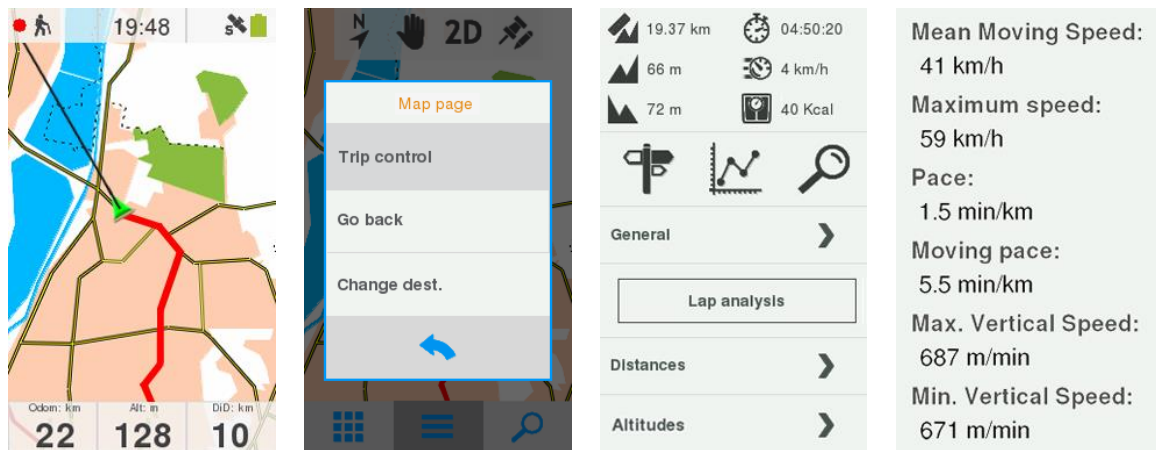 19:48
S
Odom: km
Alt: m
DiD: km
22
128
10
N
2D
Map page
Trip control
Go back
Change dest.
19.37 km
04:50:20
66 m
4 km/h
72 m
40 Kcal
General
Lap analysis
Distances
Altitudes
Mean Moving Speed:
41 km/h
Maximum speed:
59 km/h
Pace:
1.5 min/km
Moving pace:
5.5 min/km
Max. Vertical Speed:
687 m/min
Min. Vertical Speed:
671 m/min